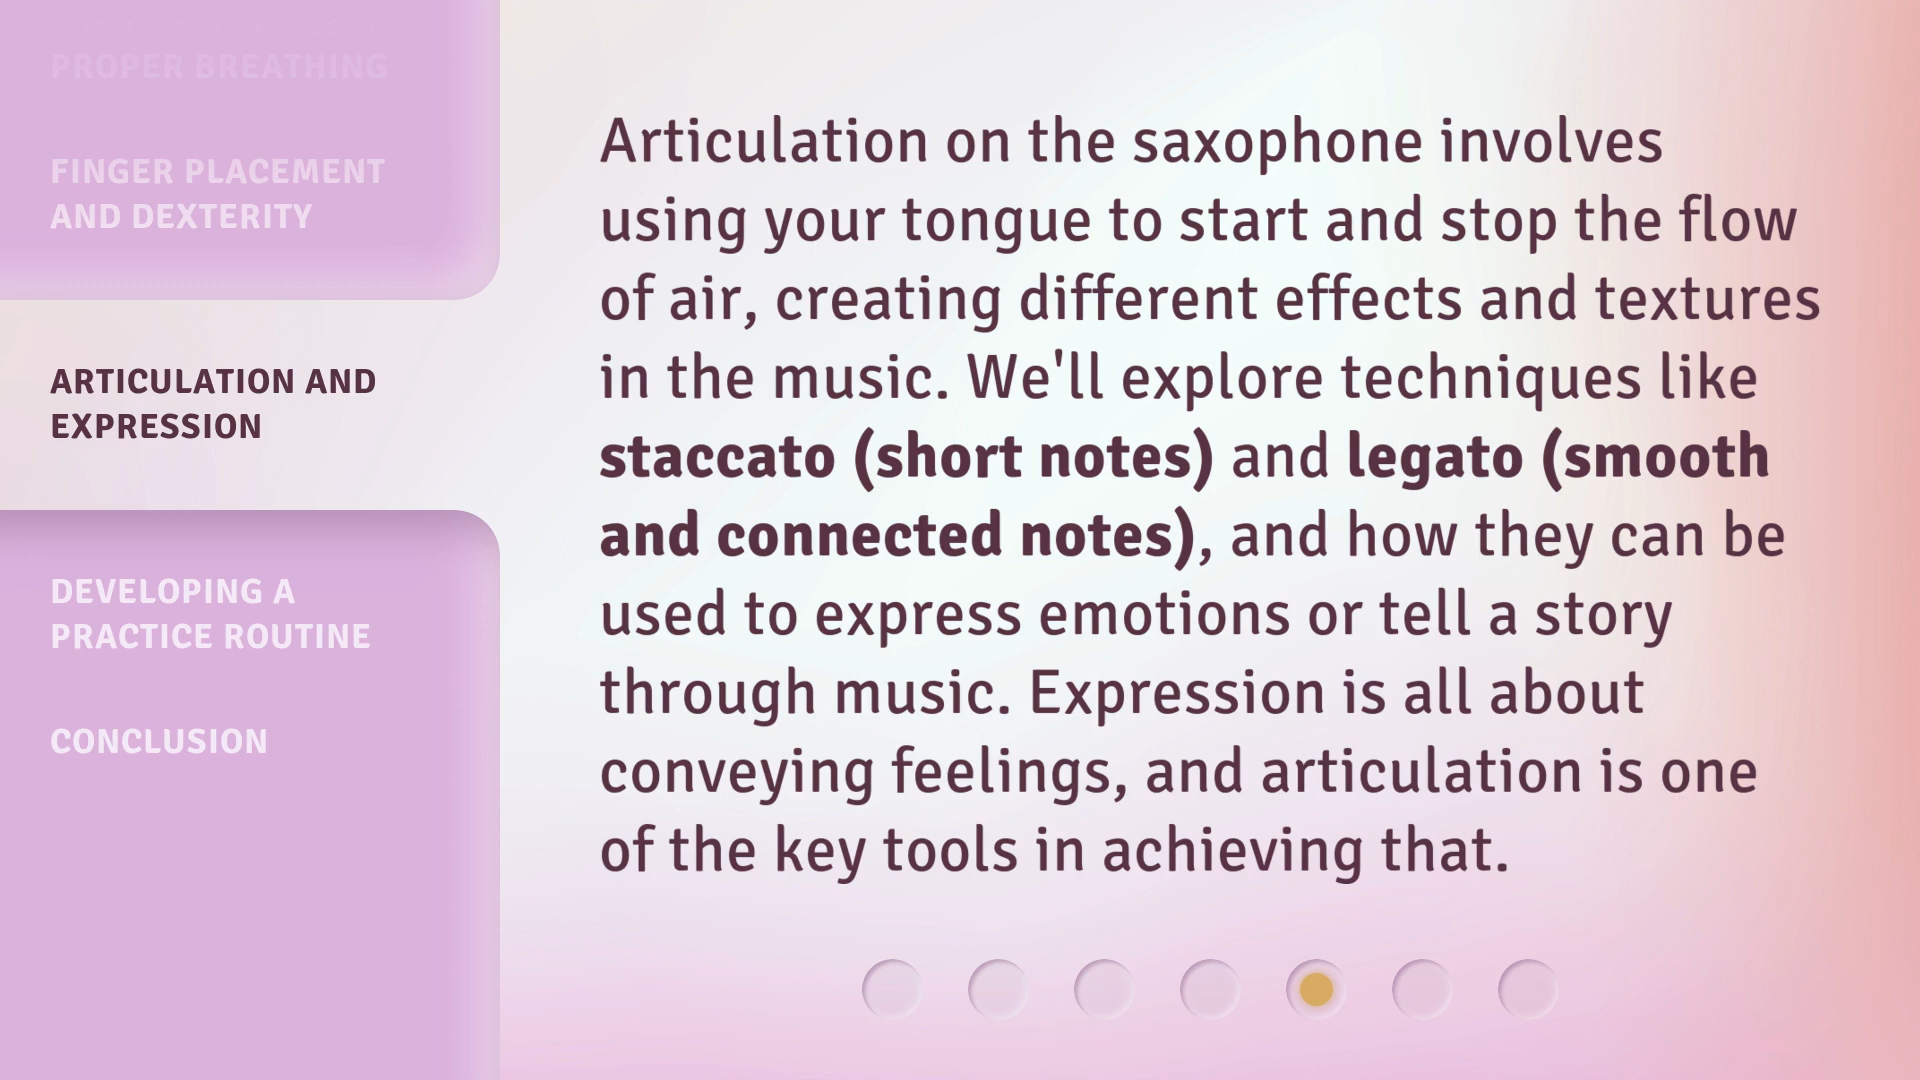 PROPER BREATHING
FINGER PLACEMENT
AND DEXTERITY
ARTICULATION AND
EXPRESSION
DEVELOPING A
PRACTICE ROUTINE
CONCLUSION
Articulation on the saxophone involves
using your tongue to start and stop the flow
of air, creating different effects and textures
in the music. We'll explore techniques like
staccato (short notes) and legato (smooth
and connected notes), and how they can be
used to express emotions or tell a story
through music. Expression is all about
conveying feelings, and articulation is one
of the key tools in achieving that.